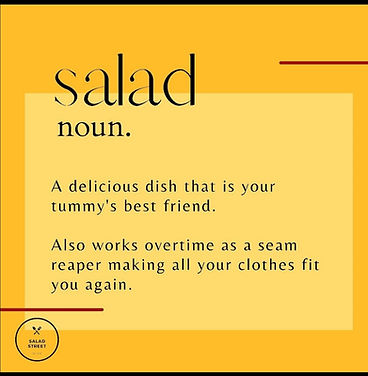 salad
noun.
A delicious dish that is your
tummy's best friend.
Also works overtime as a seam
reaper making all your clothes fit
you again.
SALAD
STREET